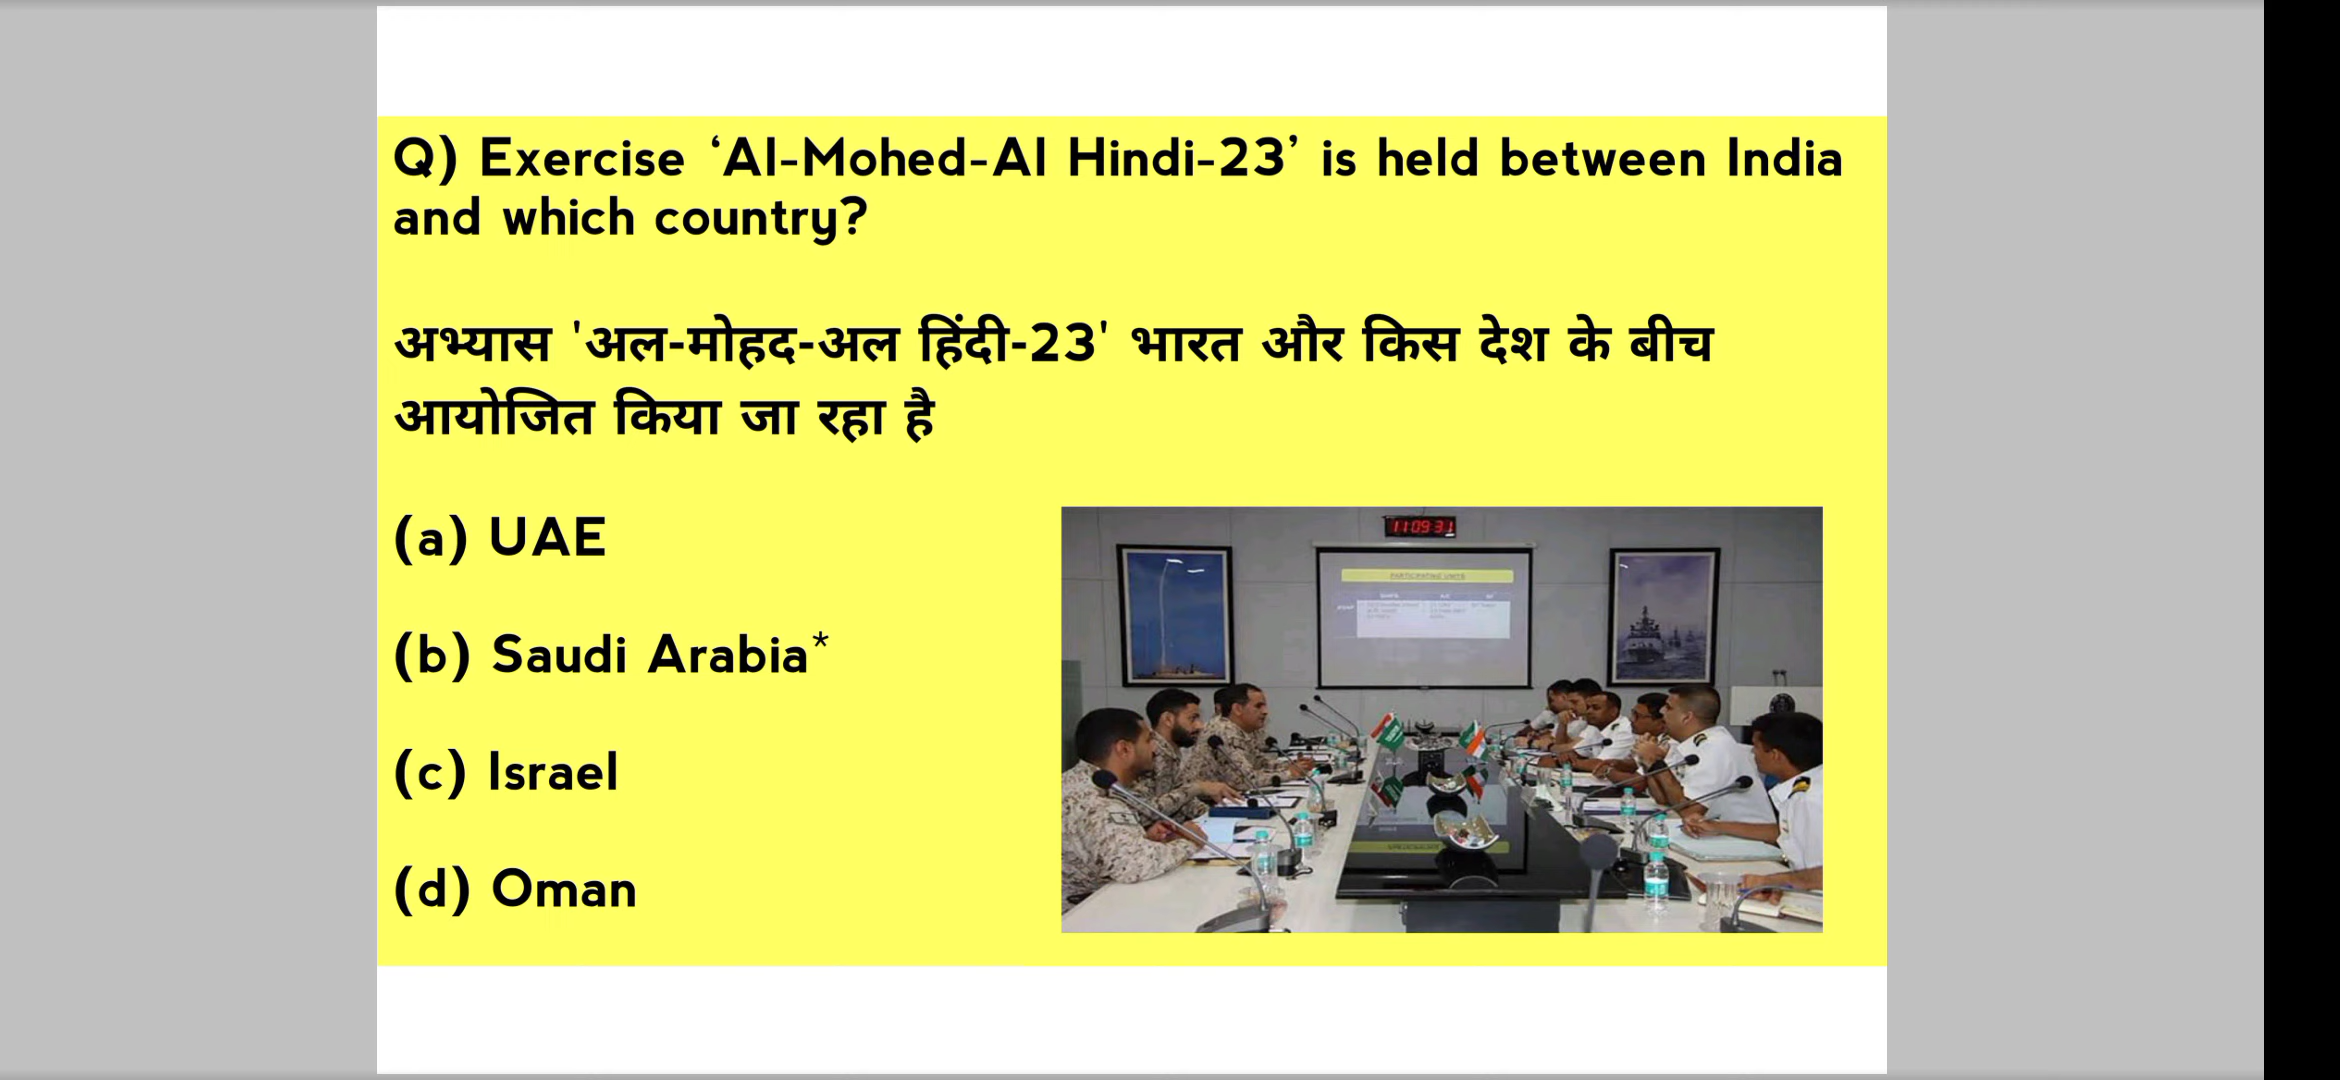 Q) Exercise ‘Al-Mohed-Al Hindi-23’ is held between India
and which country?
अभ्यास 'अल-मोहद-अल हिंदी-23' भारत और किस देश के बीच
आयोजित किया जा रहा है
(a) UAE
(b) Saudi Arabia*
(c) Israel
(d) Oman
11:09:31
PARTICIPATING UNITS